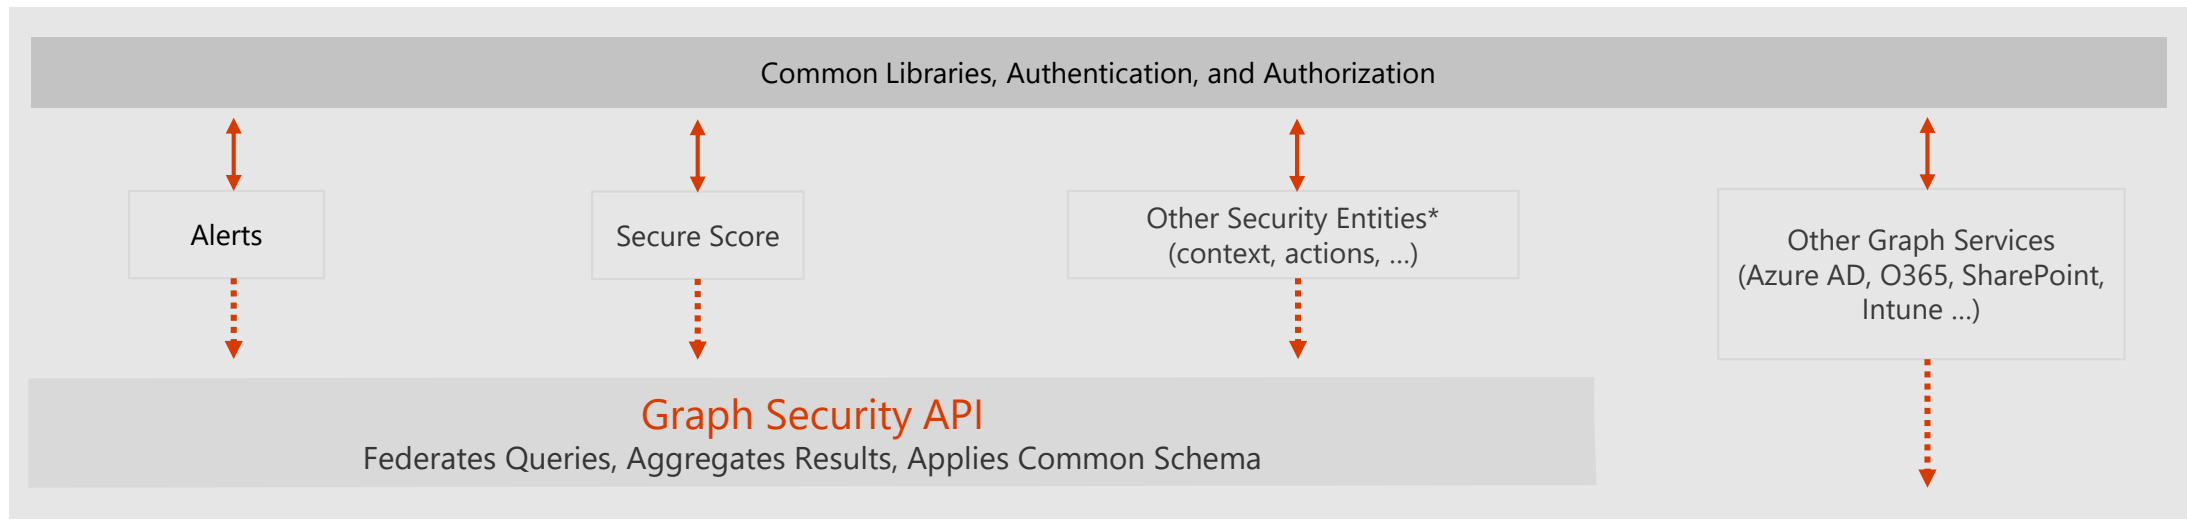 Common Libraries, Authentication, and Authorization
Alerts
Secure Score
Other Security Entities*
(context, actions, ...)
Other Graph Services
(Azure AD, O365, SharePoint,
Intune ...)
Graph Security API
Federates Queries, Aggregates Results, Applies Common Schema